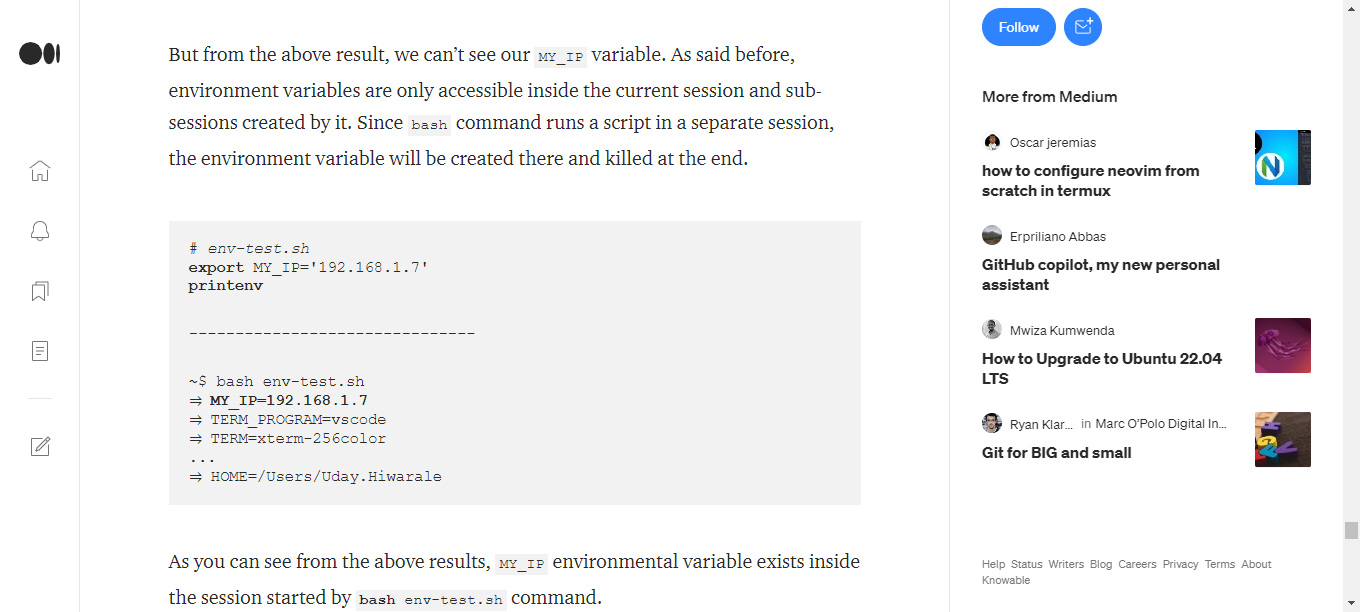 But from the above result, we can’t see our MY_IP variable. As said before,
environment variables are only accessible inside the current session and sub-
sessions created by it. Since bash command runs a script in a separate session,
the environment variable will be created there and killed at the end.
# env-test.sh
export MY_IP='192.168.1.7'
printenv
-------------------------------
~$ bash env-test.sh
⇒ MY_IP=192.168.1.7
⇒ TERM_PROGRAM=vscode
⇒ TERM=xterm-256color
...
⇒ HOME=/Users/Uday.Hiwarale
As you can see from the above results, MY_IP environmental variable exists inside
the session started by bash env-test.sh command.
Follow
More from Medium
Oscar jeremias
how to configure neovim from
scratch in termux
Erpriliano Abbas
GitHub copilot, my new personal
assistant
Mwiza Kumwenda
How to Upgrade to Ubuntu 22.04
LTS
Ryan Klar... in Marc O’Polo Digital In...
Git for BIG and small
Help Status Writers Blog Careers Privacy Terms About
Knowable